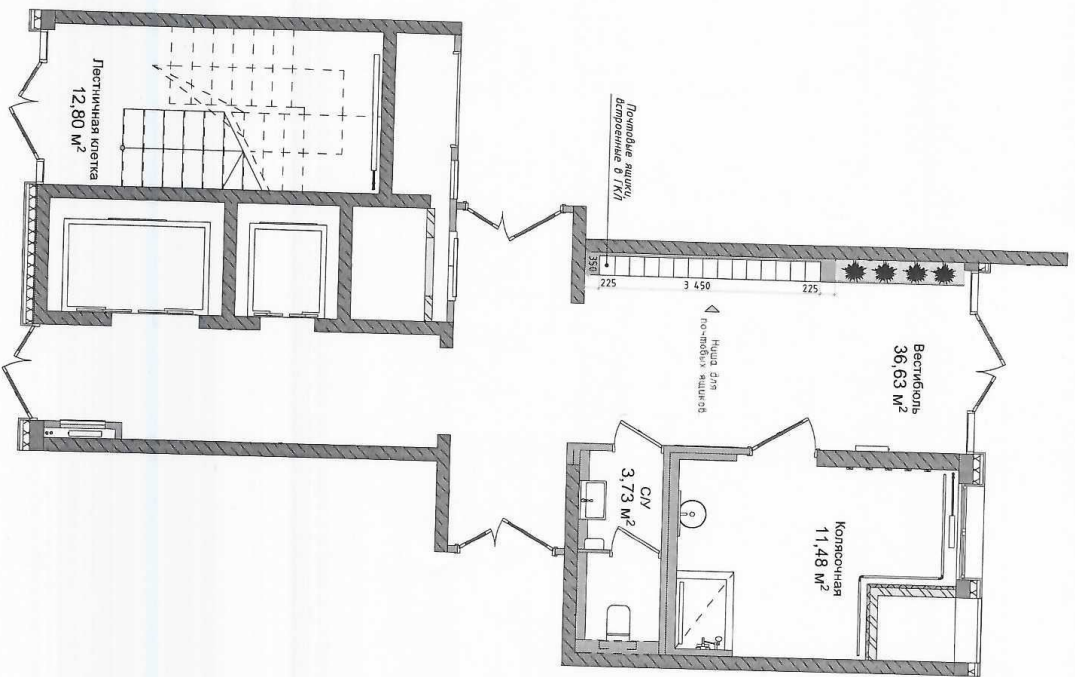 Лестничная клетка
12,80 м²
Почтовые ящики,
встроенные в ГКЛ
350
225
3 450
225
Ниша для
почтовых ящиков
Вестибюль
36,63 м²
С/У
3,73 м²
Колясочная
11,48 м²